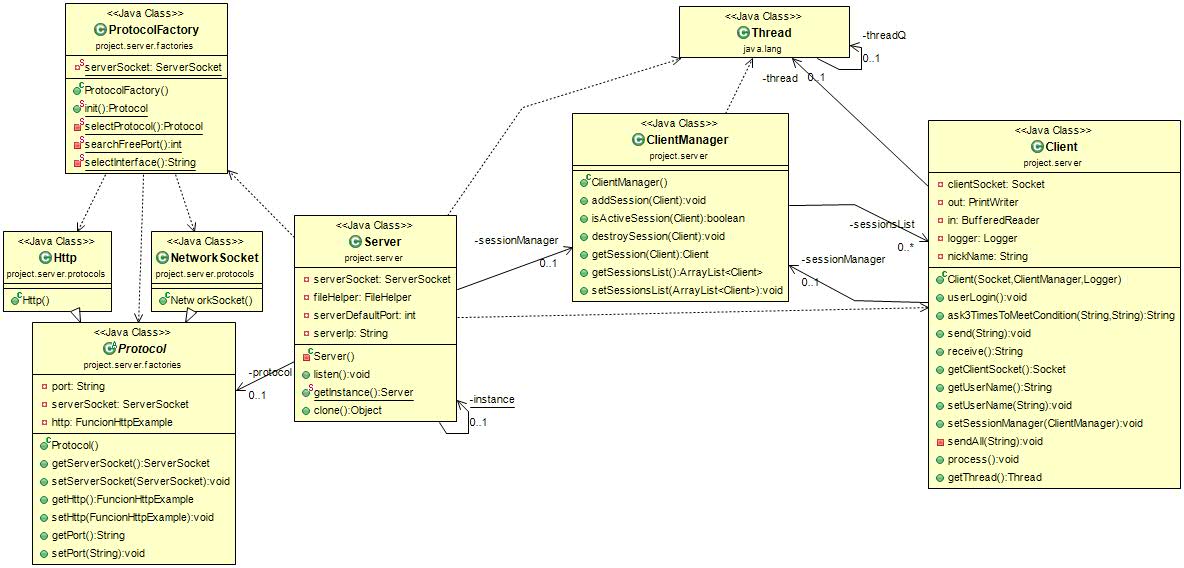 <<Java Class>>
ProtocolFactory
project.server.factories
serverSocket: ServerSocket
ProtocolFactory()
init():Protocol
selectProtocol():Protocol
searchFreePort():int
selectInterface():String
<<Java Class>>
Thread
java.lang
-threadQ
0..1
-thread
0..1
<<Java Class>>
ClientManager
project.server
ClientManager()
addSession(Client):void
isActiveSession(Client):boolean
destroySession(Client):void
getSession(Client):Client
getSessionsList():ArrayList<Client>
setSessionsList(ArrayList<Client>):void
<<Java Class>>
Client
project.server
clientSocket: Socket
out: PrintWriter
in: BufferedReader
logger: Logger
nickName: String
Client(Socket,ClientManager,Logger)
userLogin():void
ask3TimesToMeetCondition(String,String):String
send(String):void
receive():String
getClientSocket():Socket
getUserName():String
setUserName(String):void
setSessionManager(ClientManager):void
sendAll(String):void
process():void
getThread():Thread
-sessionsList
0..*
-sessionManager
0..1
<<Java Class>>
Http
project.server.protocols
Http()
<<Java Class>>
NetworkSocket
project.server.protocols
NetworkSocket()
<<Java Class>>
Server
project.server
serverSocket: ServerSocket
fileHelper: FileHelper
serverDefaultPort: int
serverIp: String
Server()
listen():void
getInstance():Server
clone():Object
-sessionManager
0..1
-instance
0..1
-protocol
0..1
<<Java Class>>
Protocol
project.server.factories
port: String
serverSocket: ServerSocket
http: FuncionHttpExample
Protocol()
getServerSocket():ServerSocket
setServerSocket(ServerSocket):void
getHttp():FuncionHttpExample
setHttp(FuncionHttpExample):void
getPort():String
setPort(String):void